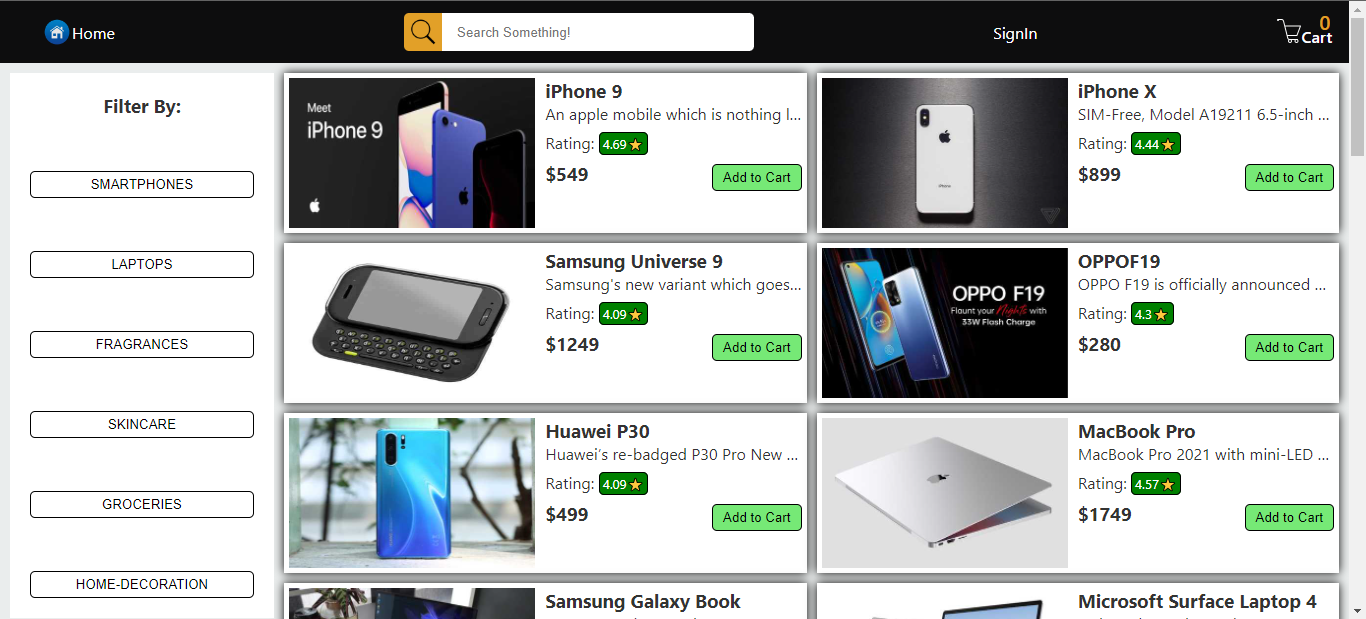 Home
Search Something!
SignIn
0
Cart
Filter By:
SMARTPHONES
LAPTOPS
FRAGRANCES
SKINCARE
GROCERIES
HOME-DECORATION
Meet
iPhone 9
iPhone 9
An apple mobile which is nothing l...
Rating: 4.69
$549
Add to Cart
iPhone
iPhone X
SIM-Free, Model A19211 6.5-inch ...
Rating: 4.44
$899
Add to Cart
Samsung Universe 9
Samsung's new variant which goes...
Rating: 4.09
$1249
Add to Cart
OPPO F19
Flaunt your Nights with
33W Flash Charge
OPPOF19
OPPO F19 is officially announced ...
Rating: 4.3
$280
Add to Cart
Huawei P30
Huawei’s re-badged P30 Pro New ...
Rating: 4.09
$499
Add to Cart
MacBook Pro
MacBook Pro 2021 with mini-LED ...
Rating: 4.57
$1749
Add to Cart
Samsung Galaxy Book
Microsoft Surface Laptop 4